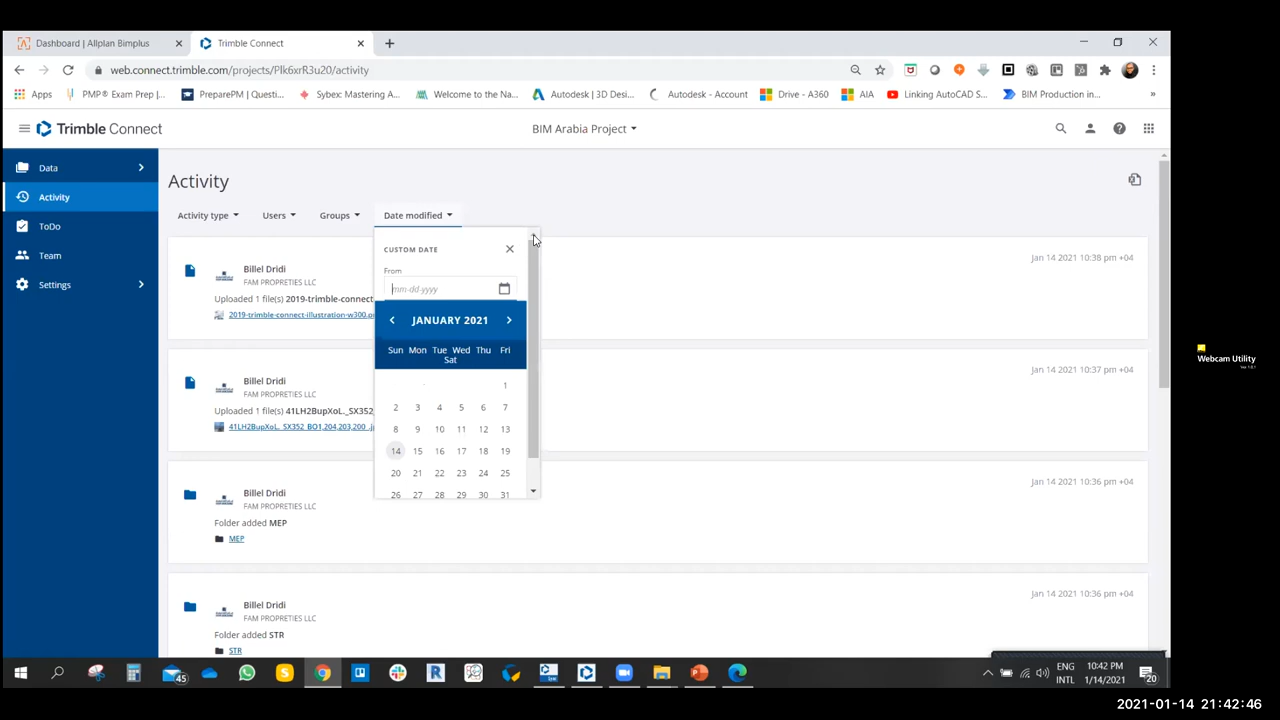 Dashboard | Allplan Bimplus
Trimble Connect
web.connect.trimble.com/projects/Plk6xrR3u20/activity
Apps PMP® Exam Prep |... PreparePM | Questi... Sybex: Mastering A... Welcome to the Na... Autodesk | 3D Desi... Autodesk - Account Drive - A360 AIA Linking AutoCAD S... BIM Production in... »
Trimble Connect
BIM Arabia Project
Data
Activity
ToDo
Team
Settings
Activity
Activity type Users Groups Date modified
CUSTOM DATE
From
mm-dd-yyyy
JANUARY 2021
Sun Mon Tue Wed Thu Fri
Sat
1
2 3 4 5 6 7
8 9 10 11 12 13
14 15 16 17 18 19
20 21 22 23 24 25
26 27 28 29 30 31
Billel Dridi
FAM PROPRETIES LLC
Uploaded 1 file(s) 2019-trimble-connect
2019-trimble-connect-illustration-w300.p
Jan 14 2021 10:38 pm +04
Billel Dridi
FAM PROPRETIES LLC
Uploaded 1 file(s) 41LH2BupXoL._SX352_
41LH2BupXoL._SX352_BO1,204,203,200_.j
Jan 14 2021 10:37 pm +04
Billel Dridi
FAM PROPRETIES LLC
Folder added MEP
MEP
Jan 14 2021 10:36 pm +04
Billel Dridi
FAM PROPRETIES LLC
Folder added STR
STR
Jan 14 2021 10:36 pm +04
Webcam Utility
45
ENG
INTL
10:42 PM
1/14/2021
20
2021-01-14 21:42:46